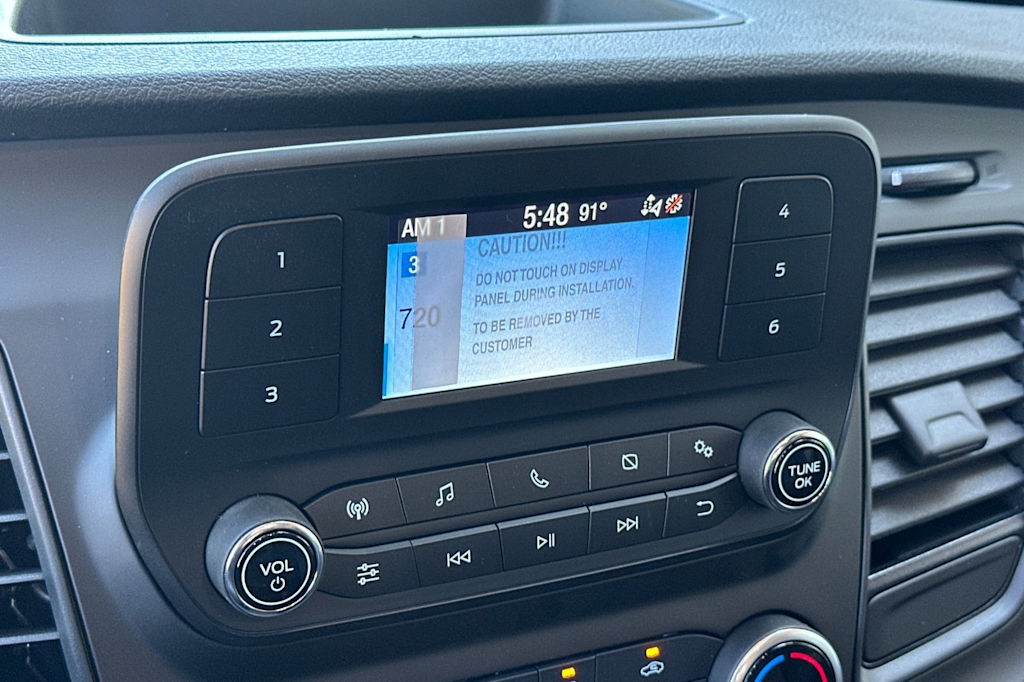 AM 1 5:48 91°
3
CAUTION!!!
DO NOT TOUCH ON DISPLAY
PANEL DURING INSTALLATION.
720
TO BE REMOVED BY THE
CUSTOMER
1
2
3
4
5
6
VOL
TUNE
OK